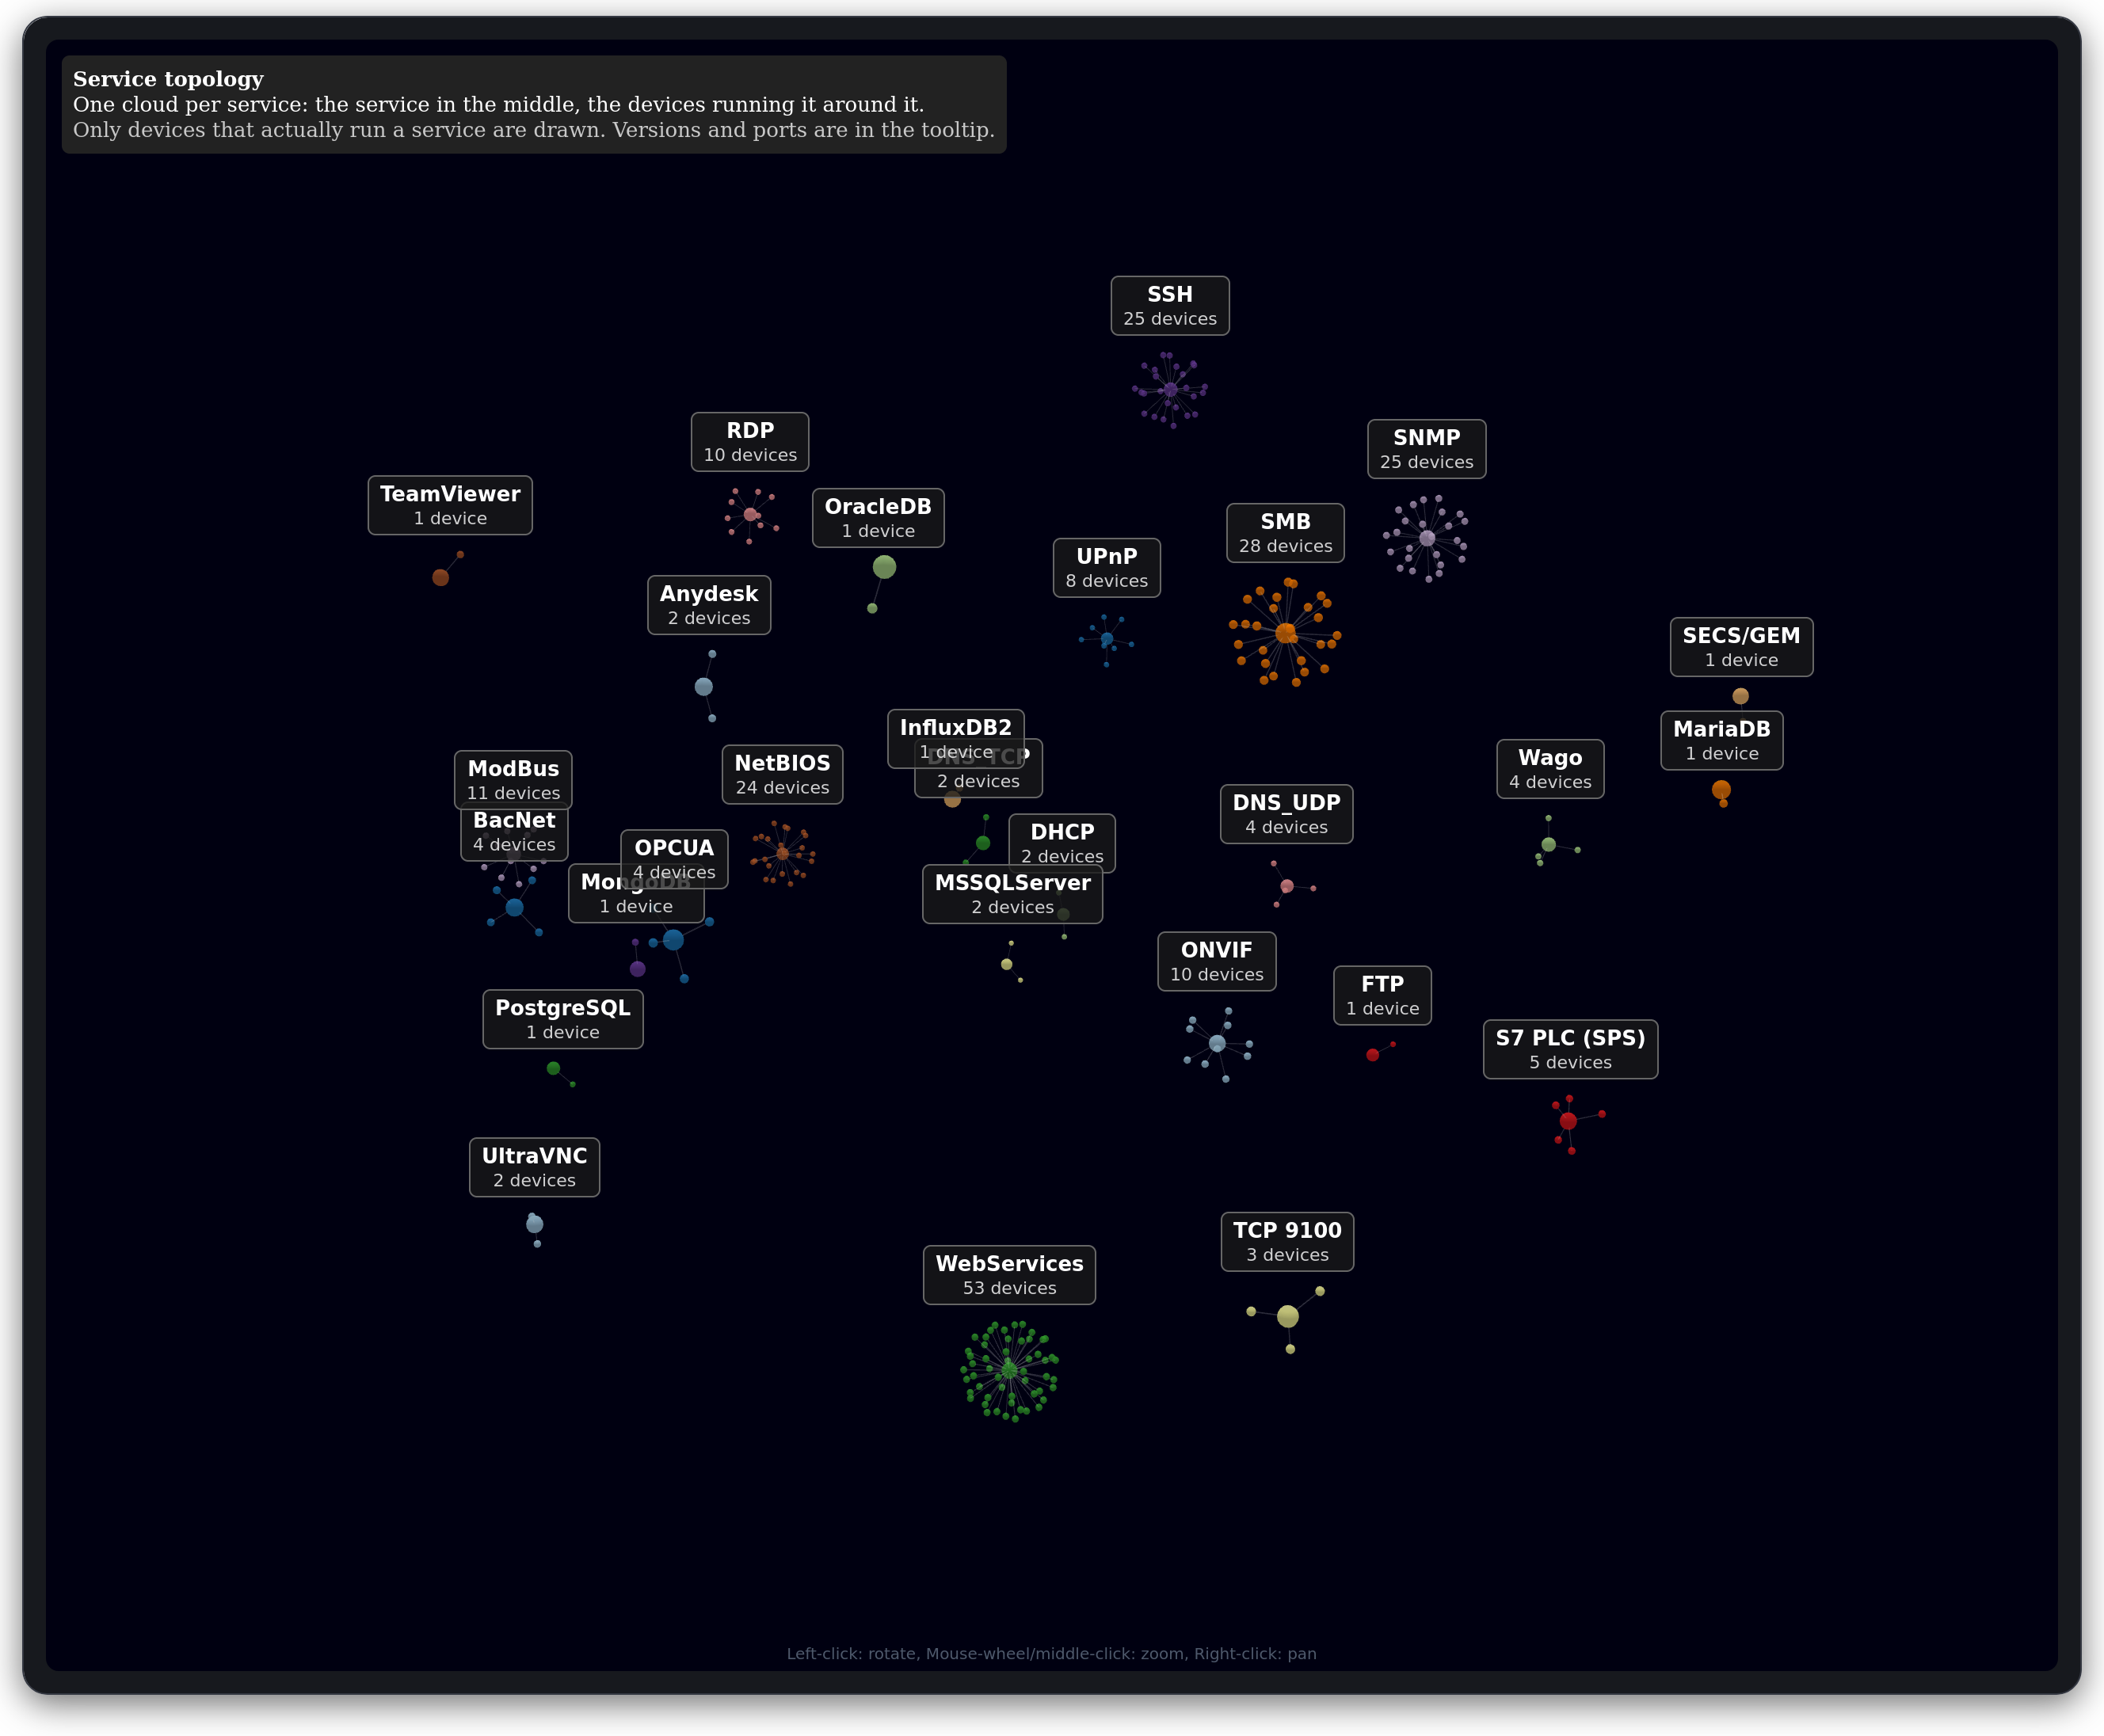 Service topology
One cloud per service: the service in the middle, the devices running it around it.
Only devices that actually run a service are drawn. Versions and ports are in the tooltip.
SSH
25 devices
RDP
10 devices
SNMP
25 devices
TeamViewer
1 device
OracleDB
1 device
SMB
28 devices
UPnP
8 devices
Anydesk
2 devices
SECS/GEM
1 device
InfluxDB2
1 device
DNS_TCP
2 devices
MariaDB
1 device
NetBIOS
24 devices
Wago
4 devices
ModBus
11 devices
BacNet
4 devices
DNS_UDP
4 devices
DHCP
2 devices
OPCUA
4 devices
MongoDB
1 device
MSSQLServer
2 devices
ONVIF
10 devices
FTP
1 device
PostgreSQL
1 device
S7 PLC (SPS)
5 devices
UltraVNC
2 devices
TCP 9100
3 devices
WebServices
53 devices
Left-click: rotate, Mouse-wheel/middle-click: zoom, Right-click: pan